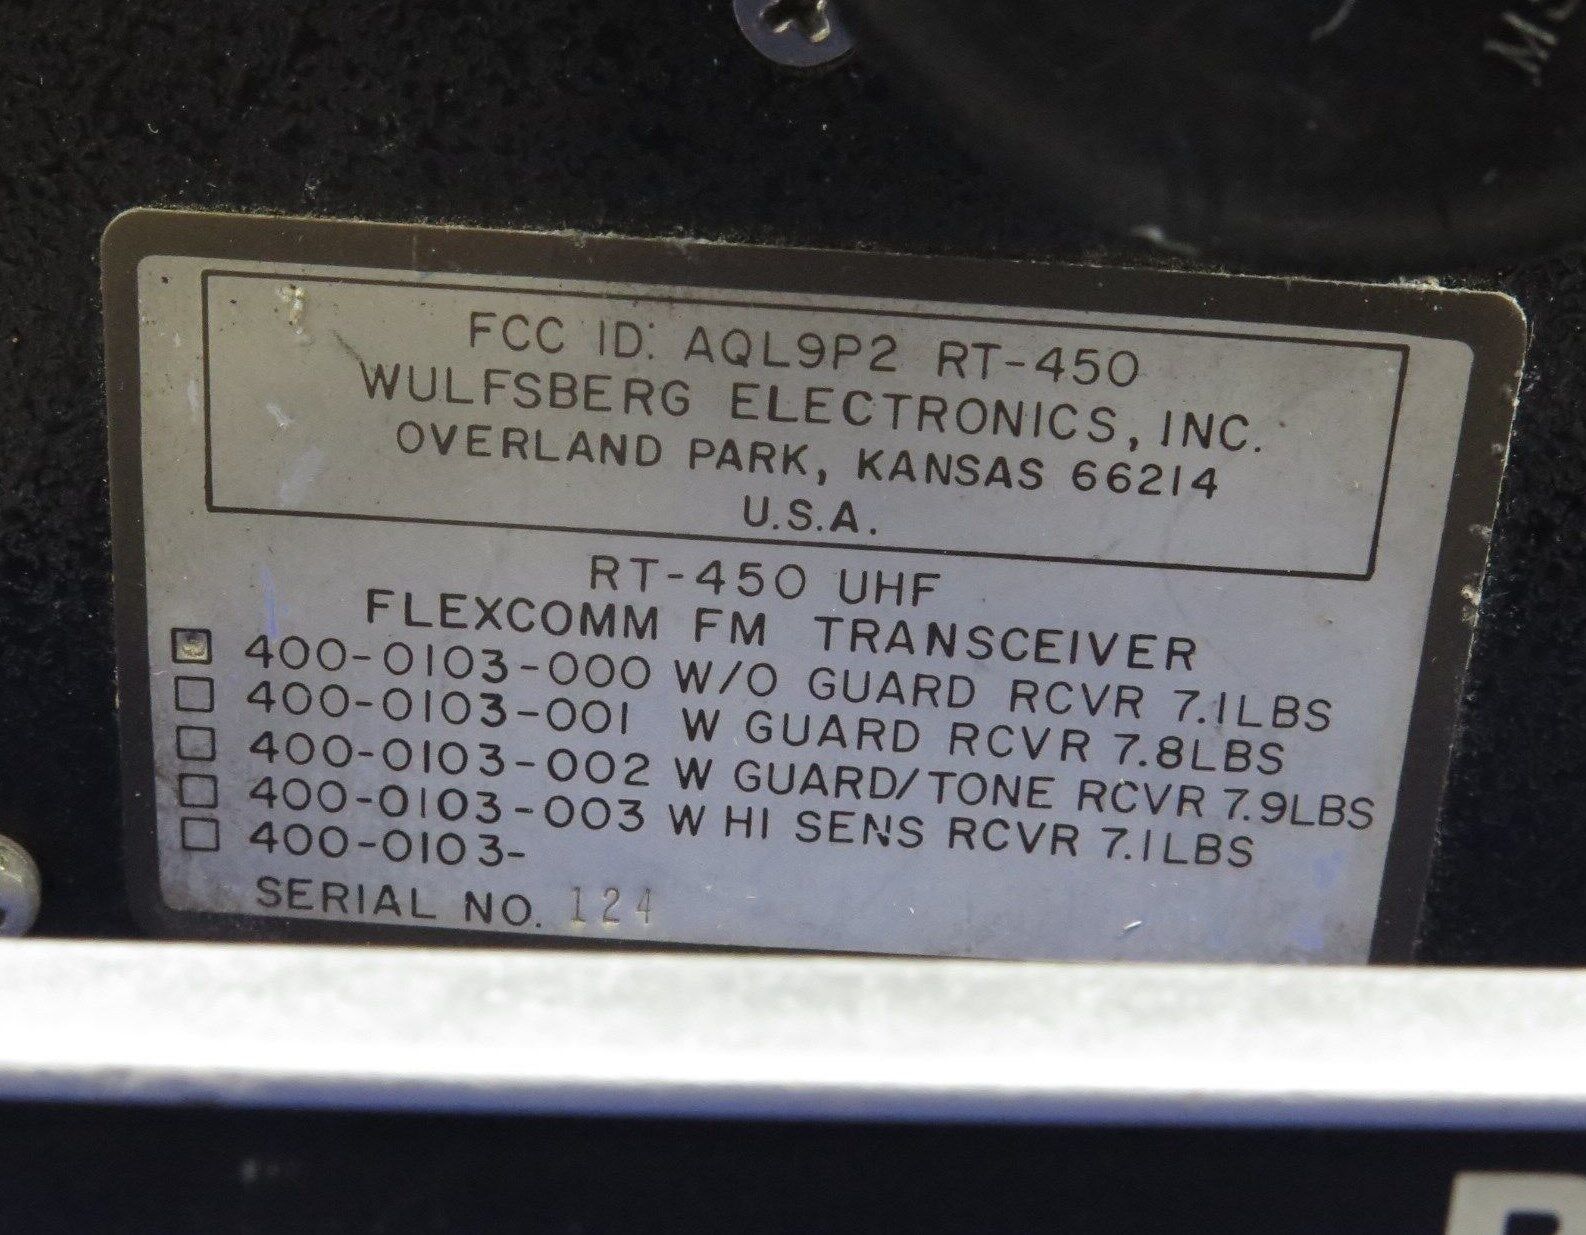 FCC ID: AQL9P2 RT-450
WULFSBERG ELECTRONICS, INC.
OVERLAND PARK, KANSAS 66214
U.S.A.
RT-450 UHF
FLEXCOMM FM TRANSCEIVER
400-0103-000 W/O GUARD RCVR 7.1LBS
400-0103-001 W GUARD RCVR 7.8LBS
400-0103-002 W GUARD/TONE RCVR 7.9LBS
400-0103-003 W HI SENS RCVR 7.1LBS
400-0103-
SERIAL NO. 124